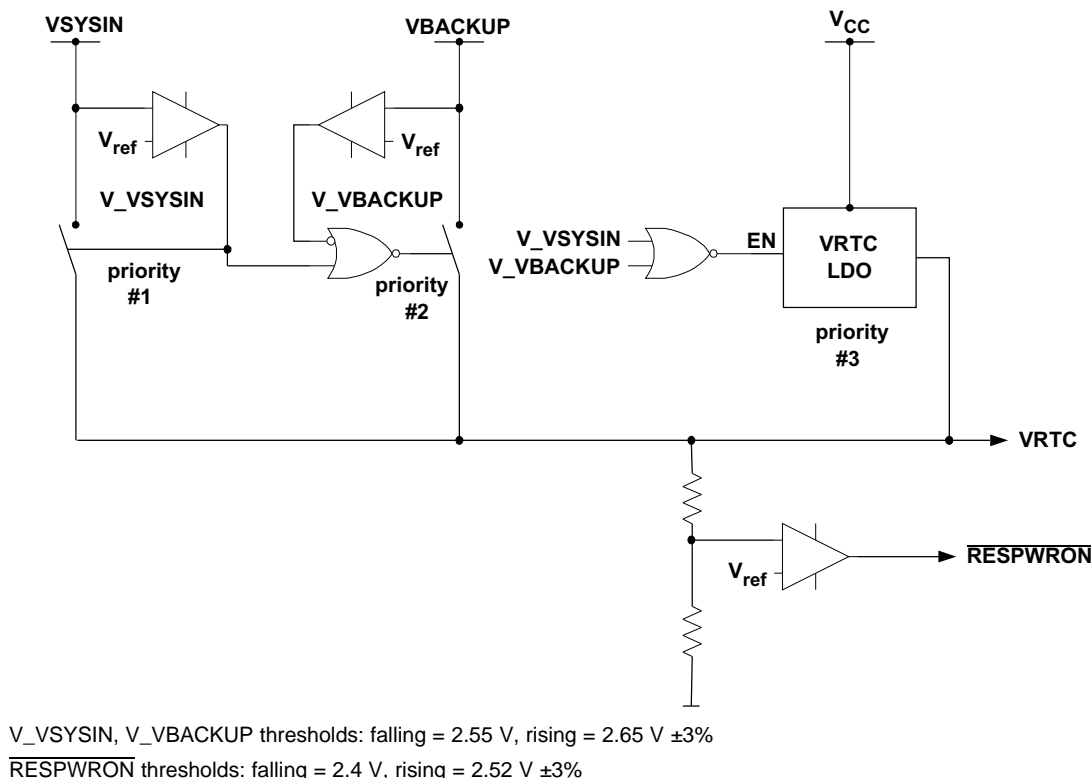 VSYSIN
VBACKUP
VCC
Vref
Vref
V_VSYSIN
V_VBACKUP
priority
#1
priority
#2
V_VSYSIN
V_VBACKUP
EN
VRTC
LDO
priority
#3
VRTC
Vref
RESPWRON
V_VSYSIN, V_VBACKUP thresholds: falling = 2.55 V, rising = 2.65 V ±3%
RESPWRON thresholds: falling = 2.4 V, rising = 2.52 V ±3%